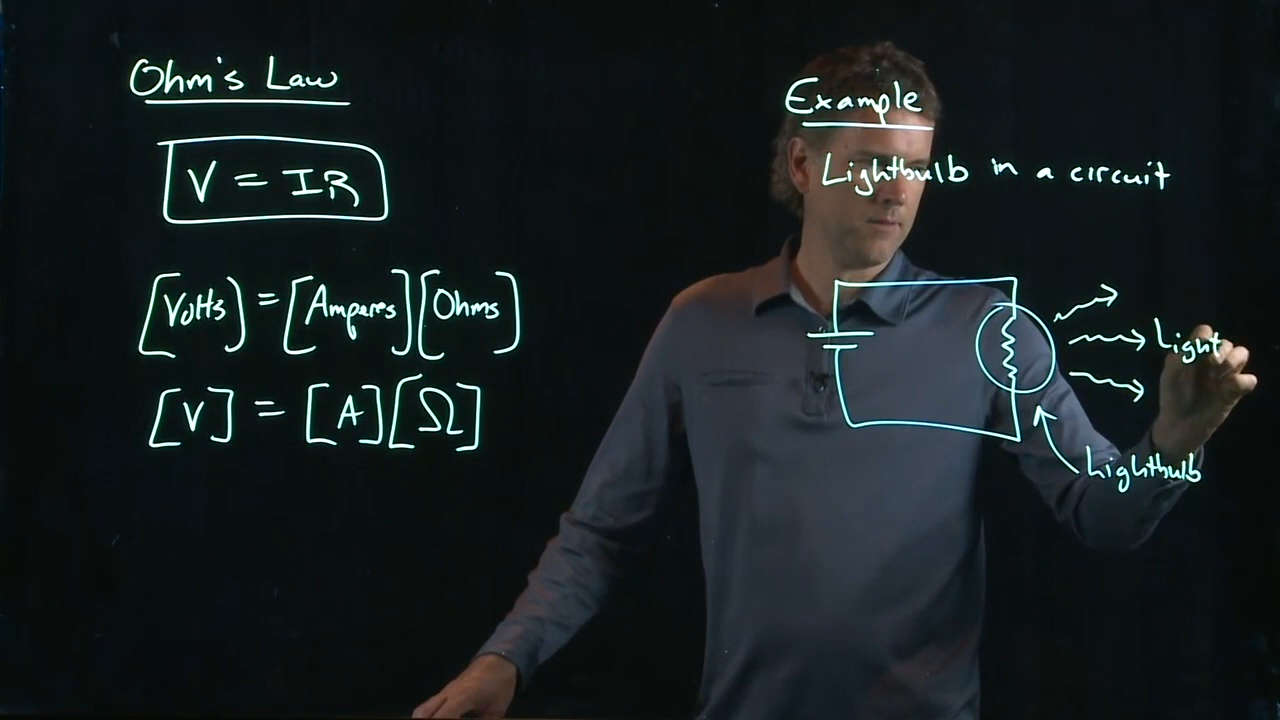 Ohm's Law
V = IR
[Volts] = [Amperes][Ohms]
[V] = [A][Ω]
Example
Lightbulb in a circuit
Light
Lightbulb